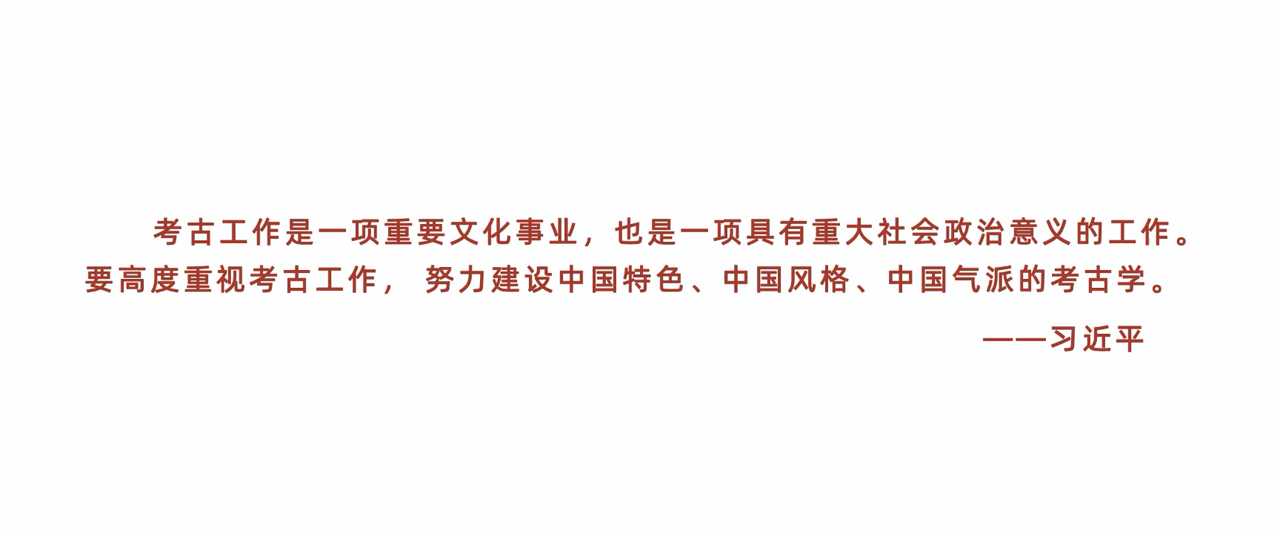 考古工作是一项重要文化事业，也是一项具有重大社会政治意义的工作。
要高度重视考古工作， 努力建设中国特色、中国风格、中国气派的考古学。
——习近平